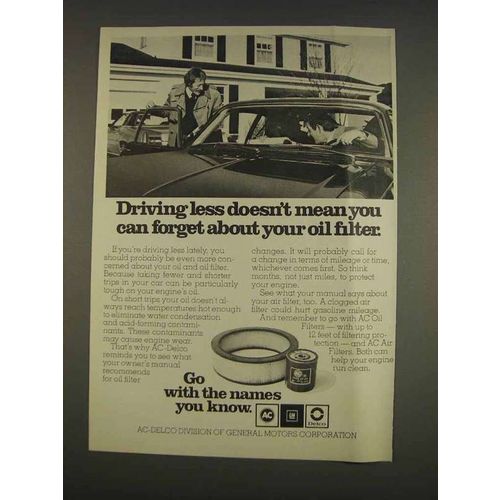 Driving less doesn't mean you
can forget about your oil filter.
If you're driving less lately, you
should probably be even more con-
cerned about your oil and oil filter.
Because taking fewer and shorter
trips in your car can be particularly
tough on your engine's oil.
On short trips your oil doesn't al-
ways reach temperatures hot enough
to eliminate water condensation
and acid-forming contami-
nants. These contaminants
may cause engine wear.
That's why AC-Delco
reminds you to see what
your owner's manual
recommends
for oil filter
changes. It will probably call for
a change in terms of mileage or time,
whichever comes first. So think
months, not just miles, to protect
your engine.
See what your manual says about
your air filter, too. A clogged air
filter could hurt gasoline mileage.
And remember to go with AC Oil
Filters — with up to
12 feet of filtering pro-
tection — and AC Air
Filters. Both can
help your engine
run clean.
Go
with the names
you know.
AC
GM
Delco
AC-DELCO DIVISION OF GENERAL MOTORS CORPORATION